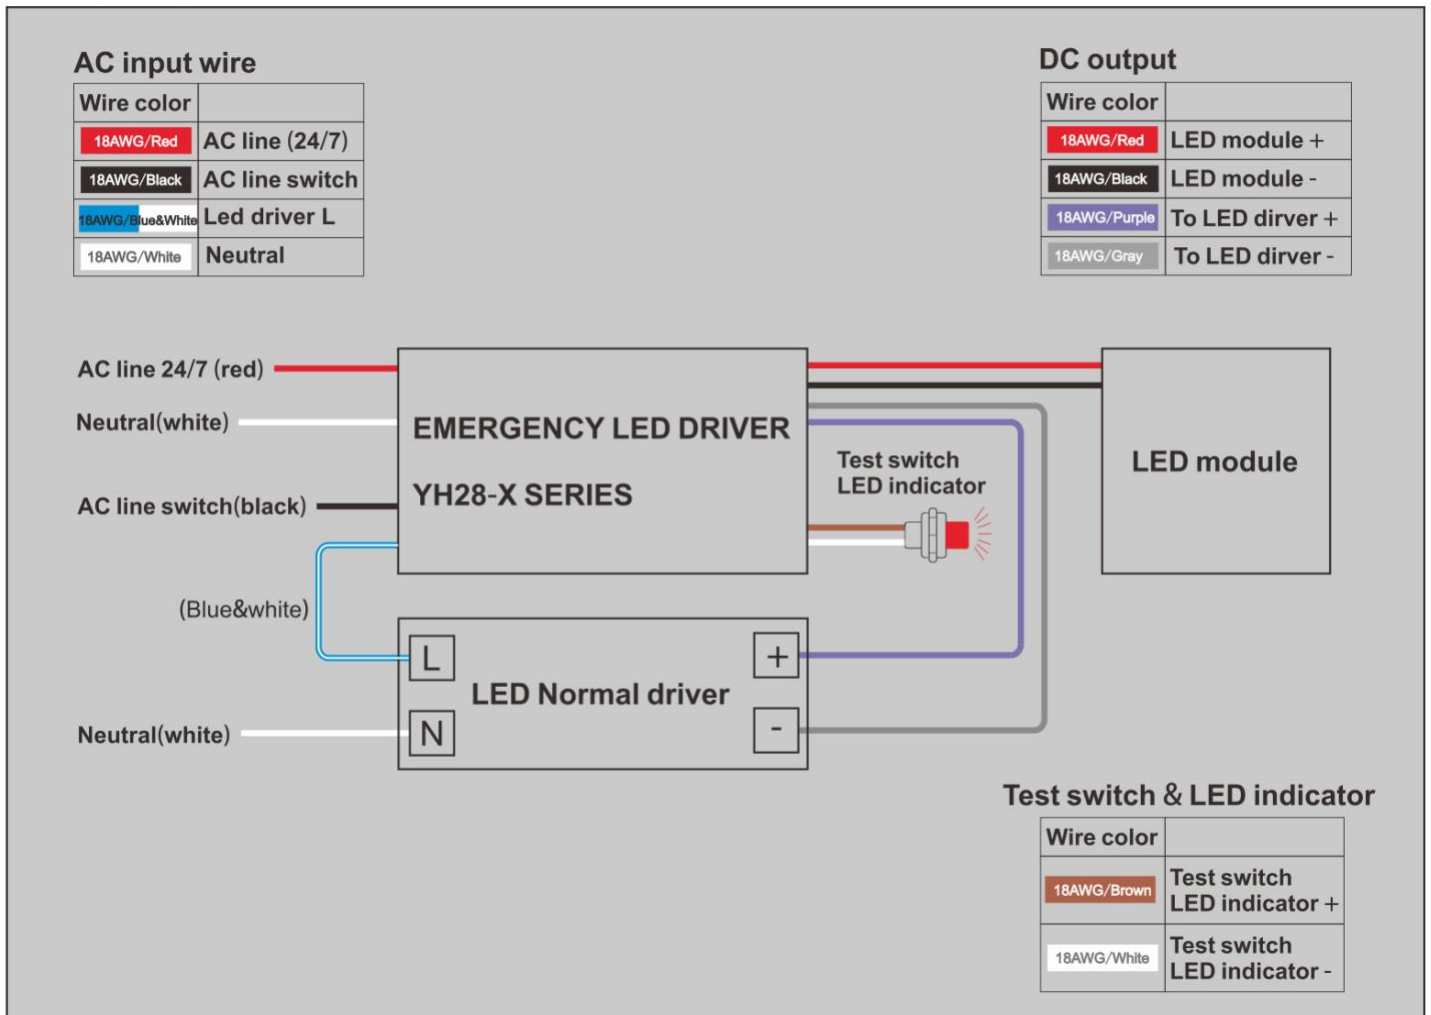 AC input wire
Wire color
18AWG/Red AC line (24/7)
18AWG/Black AC line switch
18AWG/Blue&White Led driver L
18AWG/White Neutral
DC output
Wire color
18AWG/Red LED module +
18AWG/Black LED module -
18AWG/Purple To LED dirver +
18AWG/Gray To LED dirver -
AC line 24/7 (red)
Neutral(white)
AC line switch(black)
(Blue&white)
Neutral(white)
EMERGENCY LED DRIVER
YH28-X SERIES
Test switch
LED indicator
LED module
L
N
LED Normal driver
+
-
Test switch & LED indicator
Wire color
18AWG/Brown Test switch
LED indicator +
18AWG/White Test switch
LED indicator -